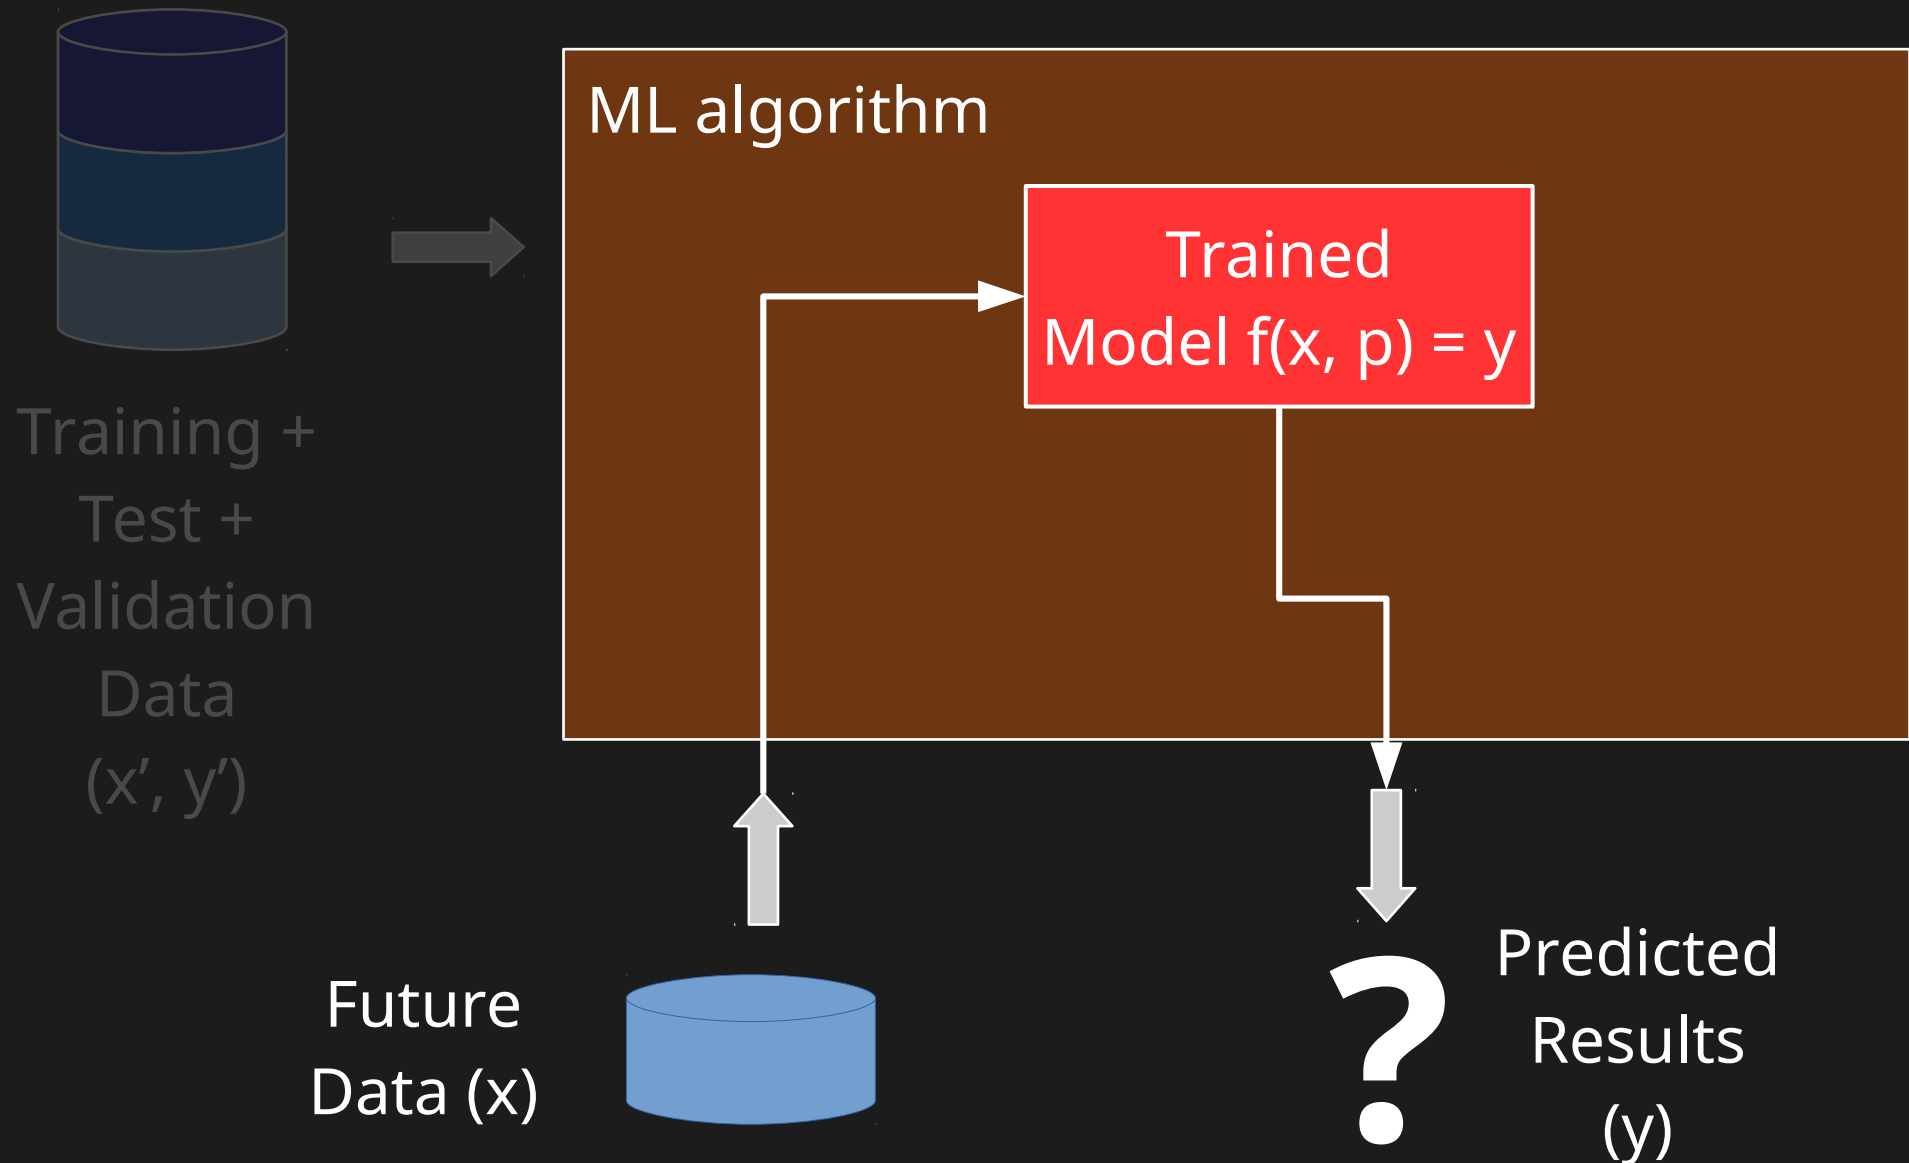 ML algorithm
Trained
Model f(x, p) = y
Training +
Test +
Validation
Data
(x’, y’)
Future
Data (x)
?
Predicted
Results
(y)